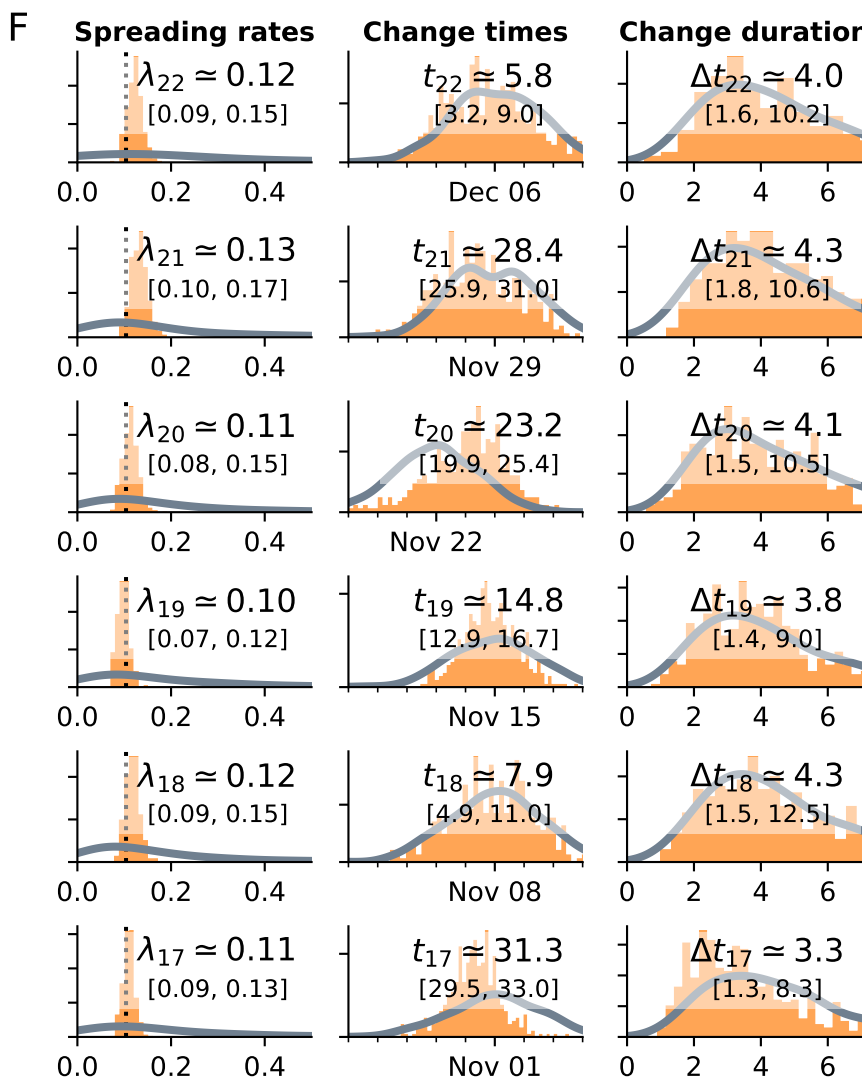 F
Spreading rates Change times Change duration
λ22 ≃ 0.12 t22 ≃ 5.8 Δt22 ≃ 4.0
[0.09, 0.15] [3.2, 9.0] [1.6, 10.2]
0.0 0.2 0.4 Dec 06 0 2 4 6
λ21 ≃ 0.13 t21 ≃ 28.4 Δt21 ≃ 4.3
[0.10, 0.17] [25.9, 31.0] [1.8, 10.6]
0.0 0.2 0.4 Nov 29 0 2 4 6
λ20 ≃ 0.11 t20 ≃ 23.2 Δt20 ≃ 4.1
[0.08, 0.15] [19.9, 25.4] [1.5, 10.5]
0.0 0.2 0.4 Nov 22 0 2 4 6
λ19 ≃ 0.10 t19 ≃ 14.8 Δt19 ≃ 3.8
[0.07, 0.12] [12.9, 16.7] [1.4, 9.0]
0.0 0.2 0.4 Nov 15 0 2 4 6
λ18 ≃ 0.12 t18 ≃ 7.9 Δt18 ≃ 4.3
[0.09, 0.15] [4.9, 11.0] [1.5, 12.5]
0.0 0.2 0.4 Nov 08 0 2 4 6
λ17 ≃ 0.11 t17 ≃ 31.3 Δt17 ≃ 3.3
[0.09, 0.13] [29.5, 33.0] [1.3, 8.3]
0.0 0.2 0.4 Nov 01 0 2 4 6